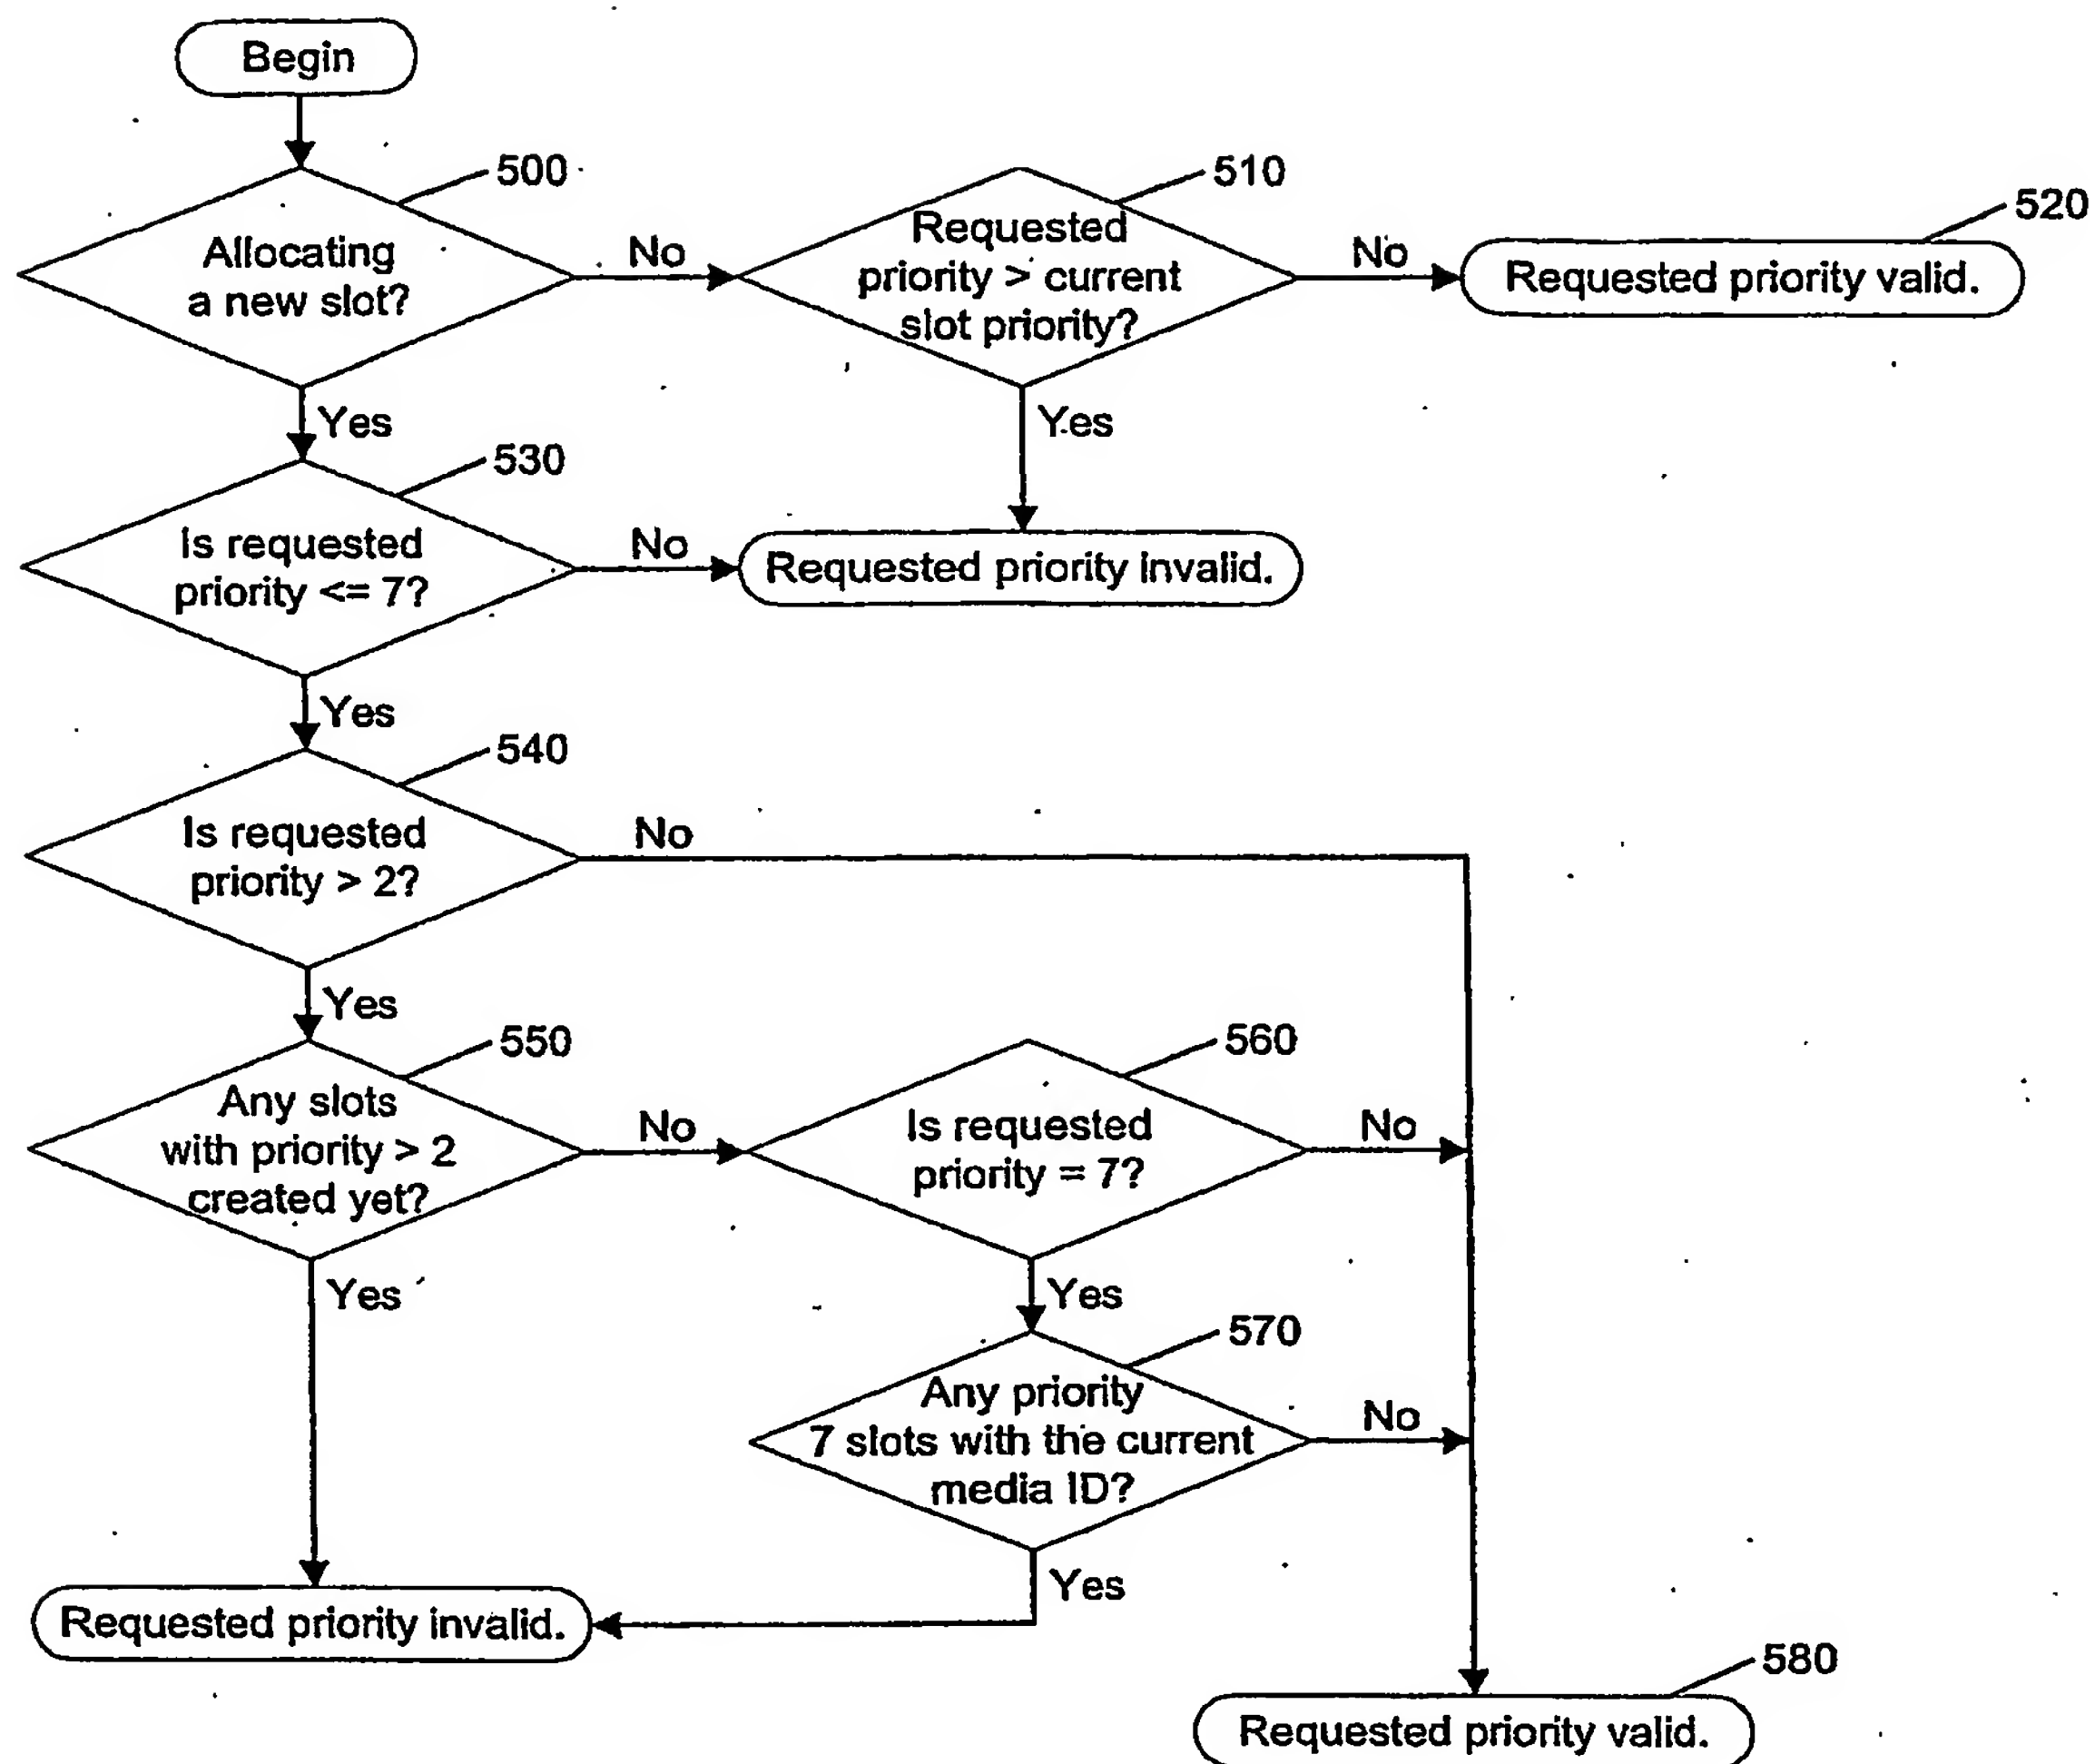 Begin
500
510
520
Allocating
a new slot?
No
Requested
priority > current
slot priority?
No
Requested priority valid.
Yes
Yes
530
Is requested
priority <= 7?
No
Requested priority invalid.
Yes
540
Is requested
priority > 2?
No
Yes
550
560
Any slots
with priority > 2
created yet?
No
Is requested
priority = 7?
No
Yes
Yes
570
Any priority
7 slots with the current
media ID?
No
Yes
Requested priority invalid.
580
Requested priority valid.